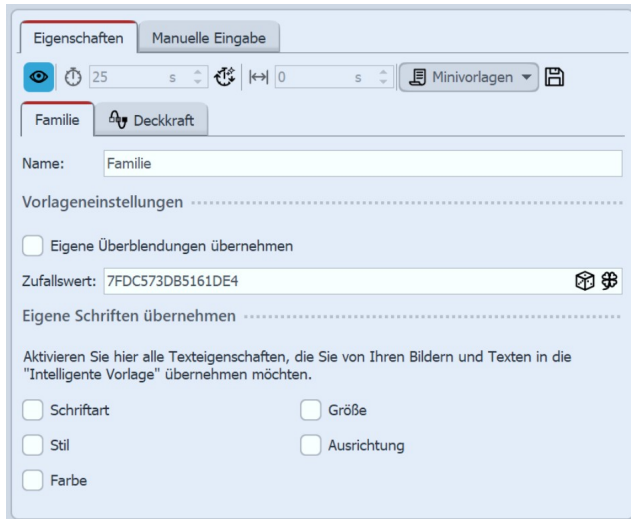 Eigenschaften Manuelle Eingabe
25 s 0 s Minivorlagen
Familie Deckkraft
Name: Familie
Vorlageneinstellungen
Eigene Überblendungen übernehmen
Zufallswert: 7FDC573DB5161DE4
Eigene Schriften übernehmen
Aktivieren Sie hier alle Texteigenschaften, die Sie von Ihren Bildern und Texten in die
"Intelligente Vorlage" übernehmen möchten.
Schriftart Größe
Stil Ausrichtung
Farbe